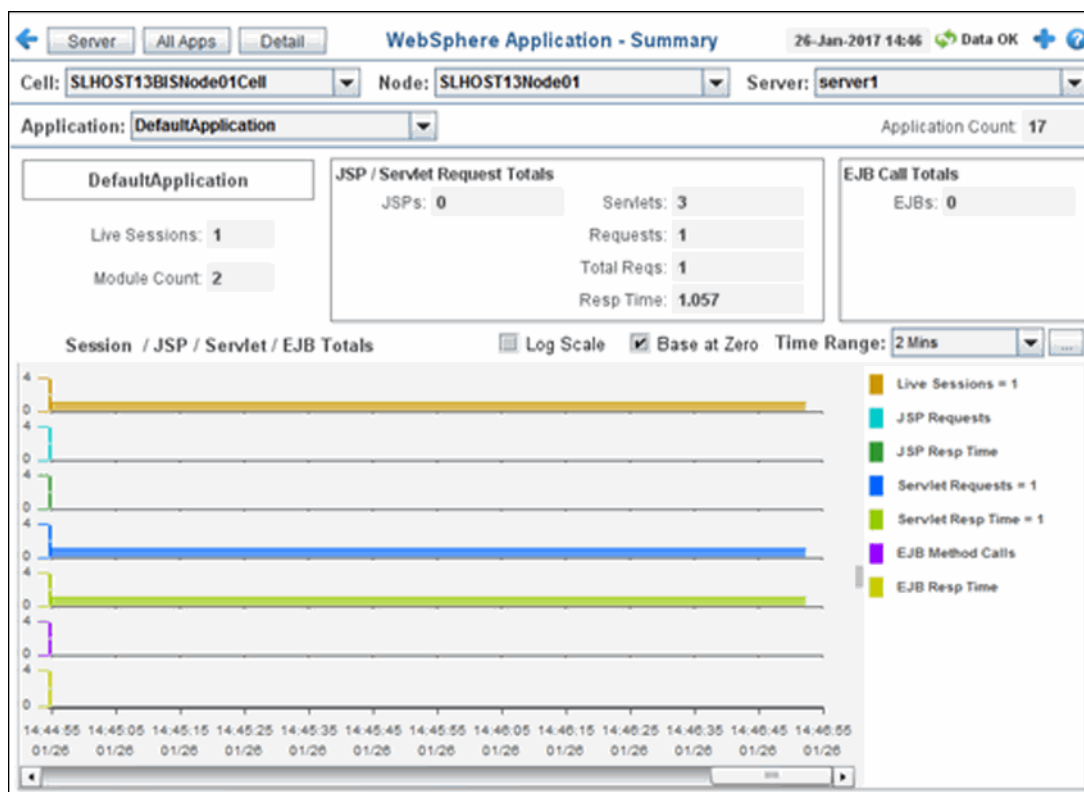 Server All Apps Detail WebSphere Application - Summary 26-Jan-2017 14:46 Data OK
Cell: SLHOST13BISNode01Cell Node: SLHOST13Node01 Server: server1
Application: DefaultApplication Application Count: 17
DefaultApplication
Live Sessions: 1
Module Count: 2
JSP / Servlet Request Totals
JSPs: 0 Servlets: 3
Requests: 1
Total Reqs: 1
Resp Time: 1.057
EJB Call Totals
EJBs: 0
Session / JSP / Servlet / EJB Totals Log Scale Base at Zero Time Range: 2 Mins ...
4
0
4
0
4
0
4
0
4
0
4
0
4
0
14:44:55 14:45:05 14:45:15 14:45:25 14:45:35 14:45:45 14:45:55 14:46:05 14:46:15 14:46:25 14:46:35 14:46:45 14:46:55
01/26 01/26 01/26 01/26 01/26 01/26 01/26 01/26 01/26 01/26 01/26 01/26 01/26
Live Sessions = 1
JSP Requests
JSP Resp Time
Servlet Requests = 1
Servlet Resp Time = 1
EJB Method Calls
EJB Resp Time